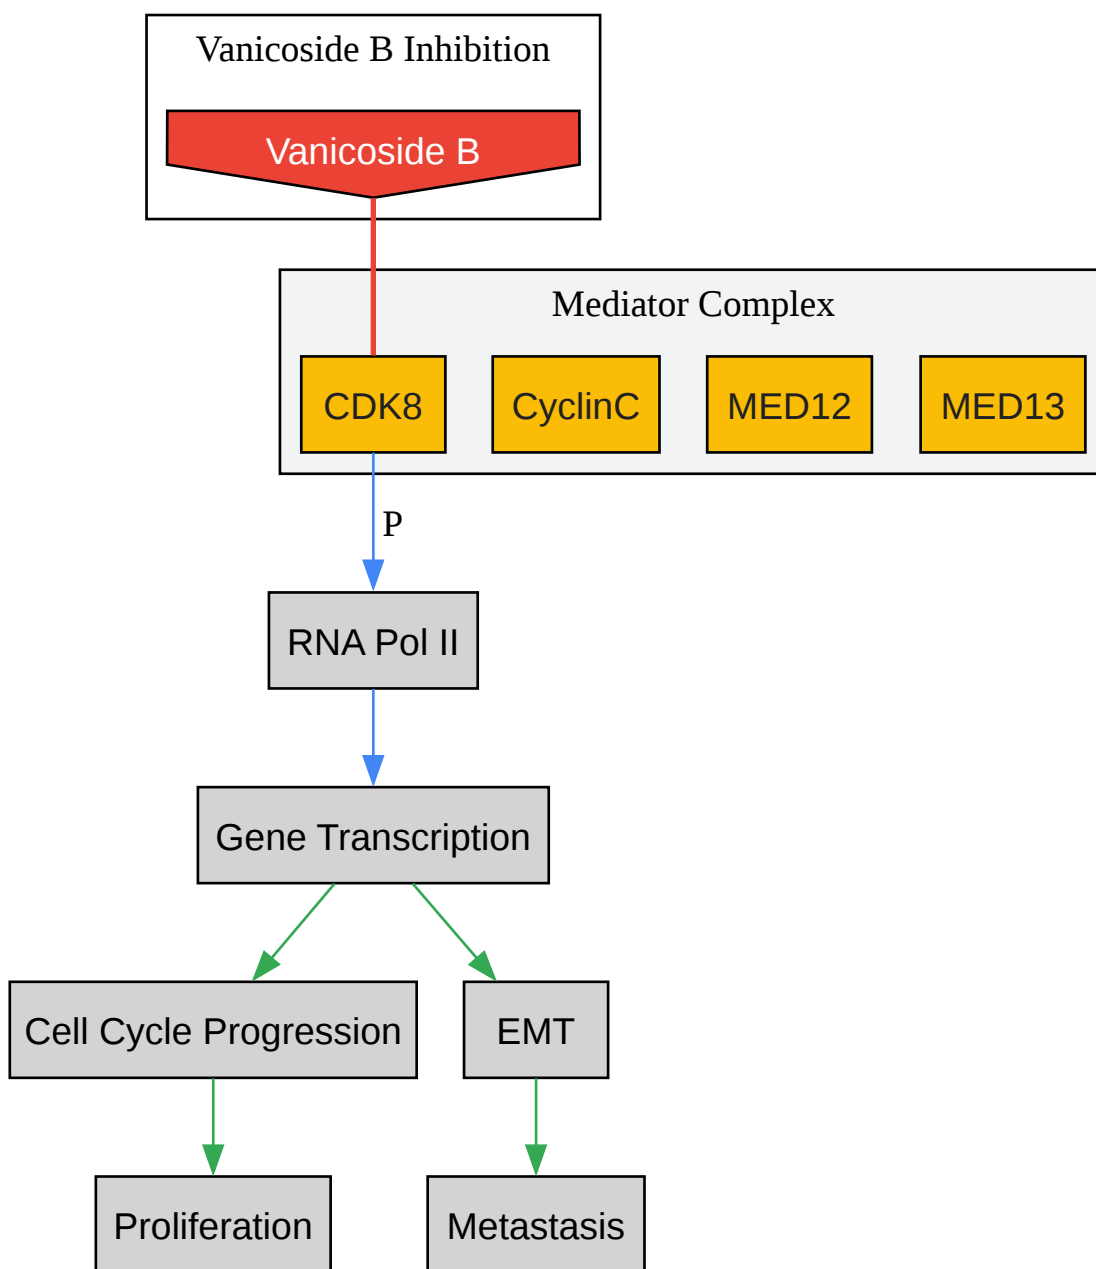 Vanicoside B Inhibition
Vanicoside B
Mediator Complex
CDK8
CyclinC
MED12
MED13
P
RNA Pol II
Gene Transcription
Cell Cycle Progression
EMT
Proliferation
Metastasis